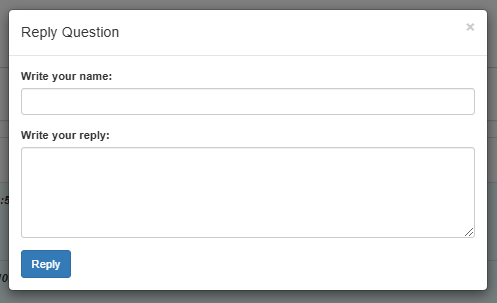 Reply Question
×
Write your name:
Write your reply:
Reply